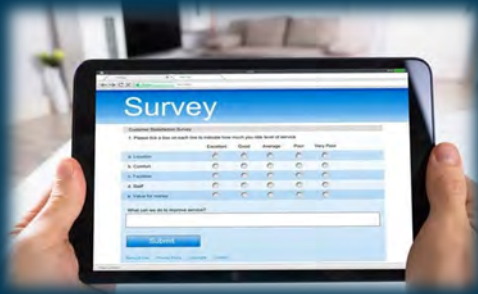 Survey
Customer Satisfaction Survey
1. Please tick a box on each line to indicate how much you rate level of service
Excellent Good Average Poor Very Poor
a. Location
b. Comfort
c. Facilities
d. Staff
e. Value for money
What can we do to improve service?
Submit